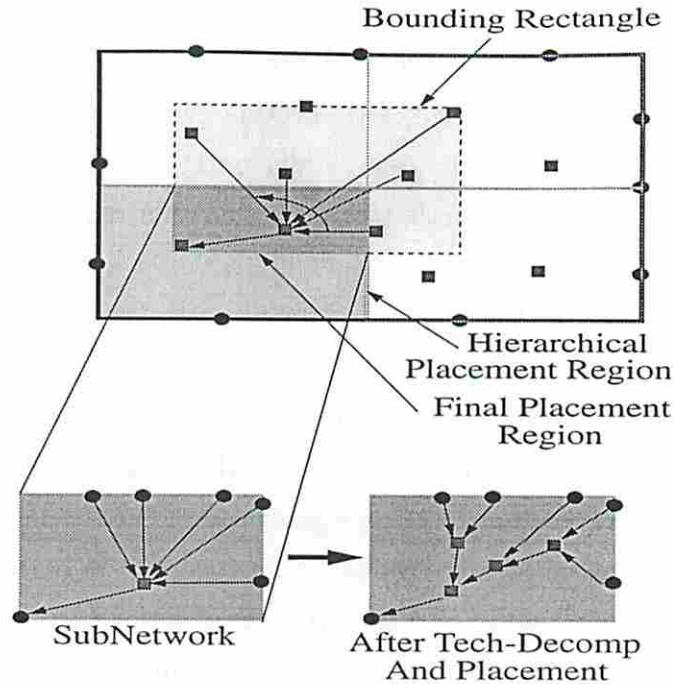 Bounding Rectangle
Hierarchical
Placement Region
Final Placement
Region
SubNetwork
After Tech-Decomp
And Placement